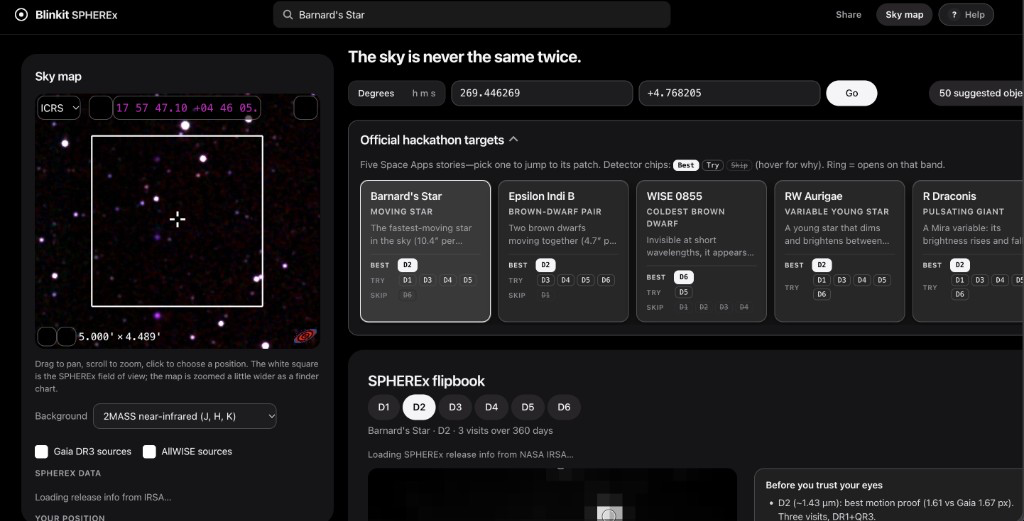 Blinkit SPHEREx
Barnard's Star
Share
Sky map
? Help
Sky map
ICRS
17 57 47.10 +04 46 05.
5.000' × 4.489'
Drag to pan, scroll to zoom, click to choose a position. The white square
is the SPHEREx field of view; the map is zoomed a little wider as a finder
chart.
Background
2MASS near-infrared (J, H, K)
Gaia DR3 sources
AllWISE sources
SPHEREX DATA
Loading release info from IRSA...
YOUR POSITION
The sky is never the same twice.
Degrees
h m s
269.446269
+4.768205
Go
50 suggested obje
Official hackathon targets
Five Space Apps stories—pick one to jump to its patch. Detector chips: Best Try Skip (hover for why). Ring = opens on that band.
Barnard's Star
MOVING STAR
The fastest-moving star
in the sky (10.4″ per...
BEST D2
TRY D1 D3 D4 D5
SKIP D6
Epsilon Indi B
BROWN-DWARF PAIR
Two brown dwarfs
moving together (4.7″ p...
BEST D2
TRY D3 D4 D5 D6
SKIP D1
WISE 0855
COLDEST BROWN
DWARF
Invisible at short
wavelengths, it appears...
BEST D6
TRY D5
SKIP D1 D2 D3 D4
RW Aurigae
VARIABLE YOUNG STAR
A young star that dims
and brightens between...
BEST D2
TRY D1 D3 D4 D5
D6
R Draconis
PULSATING GIANT
A Mira variable: its
brightness rises and fal
BEST D2
TRY D1 D3 D4 D5
D6
SPHEREx flipbook
D1 D2 D3 D4 D5 D6
Barnard's Star · D2 · 3 visits over 360 days
Loading SPHEREx release info from NASA IRSA...
Before you trust your eyes
• D2 (~1.43 μm): best motion proof (1.61 vs Gaia 1.67 px).
Three visits, DR1+QR3.